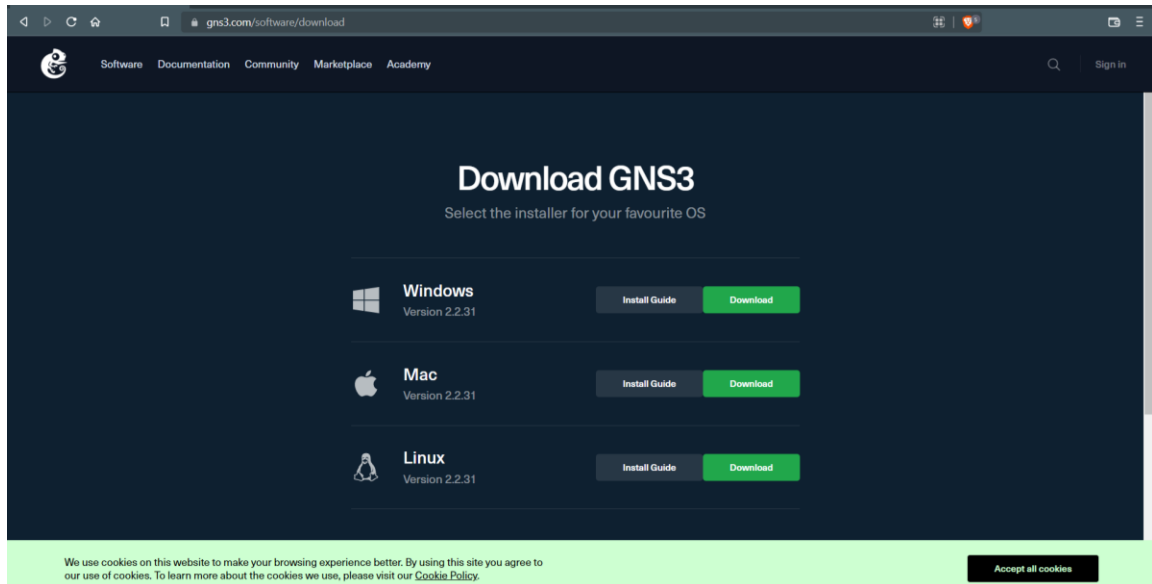 gns3.com/software/download
Software Documentation Community Marketplace Academy
Sign in
Download GNS3
Select the installer for your favourite OS
Windows
Version 2.2.31
Install Guide Download
Mac
Version 2.2.31
Install Guide Download
Linux
Version 2.2.31
Install Guide Download
We use cookies on this website to make your browsing experience better. By using this site you agree to
our use of cookies. To learn more about the cookies we use, please visit our Cookie Policy.
Accept all cookies